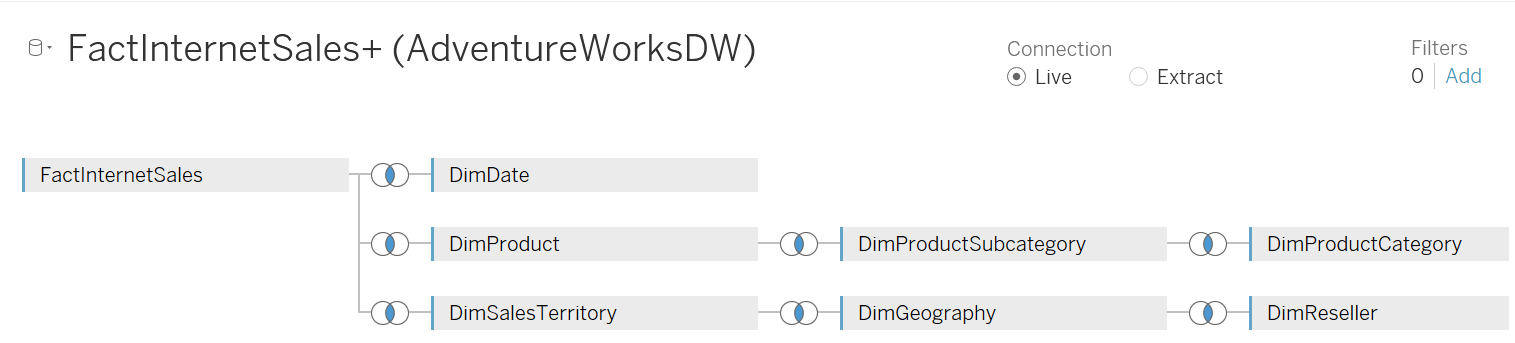 FactInternetSales+ (AdventureWorksDW)
Connection
Live Extract
Filters
0 Add
FactInternetSales DimDate
DimProduct DimProductSubcategory DimProductCategory
DimSalesTerritory DimGeography DimReseller